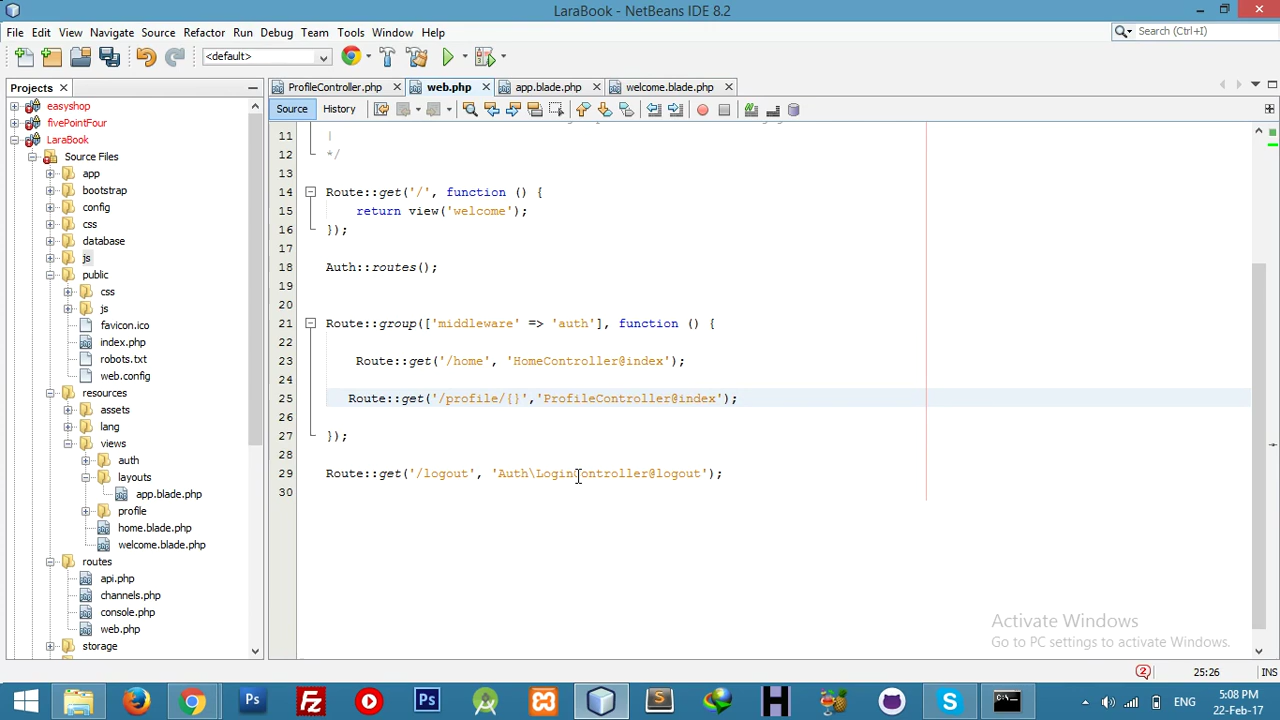 LaraBook - NetBeans IDE 8.2
File Edit View Navigate Source Refactor Run Debug Team Tools Window Help
Search (Ctrl+I)
<default>
Projects
ProfileController.php
web.php
app.blade.php
welcome.blade.php
Source
History
easyshop
fivePointFour
LaraBook
Source Files
app
bootstrap
config
css
database
js
public
css
js
favicon.ico
index.php
robots.txt
web.config
resources
assets
lang
views
auth
layouts
app.blade.php
profile
home.blade.php
welcome.blade.php
routes
api.php
channels.php
console.php
web.php
storage
11 |
12 */
13
14 Route::get('/', function () {
15 return view('welcome');
16 });
17
18 Auth::routes();
19
20
21 Route::group(['middleware' => 'auth'], function () {
22
23 Route::get('/home', 'HomeController@index');
24
25 Route::get('/profile/{}','ProfileController@index');
26
27 });
28
29 Route::get('/logout', 'Auth\LoginController@logout');
30
Activate Windows
Go to PC settings to activate Windows.
2
25:26
INS
Ps
Fz
Ps
S
H
S
ENG
5:08 PM
22-Feb-17